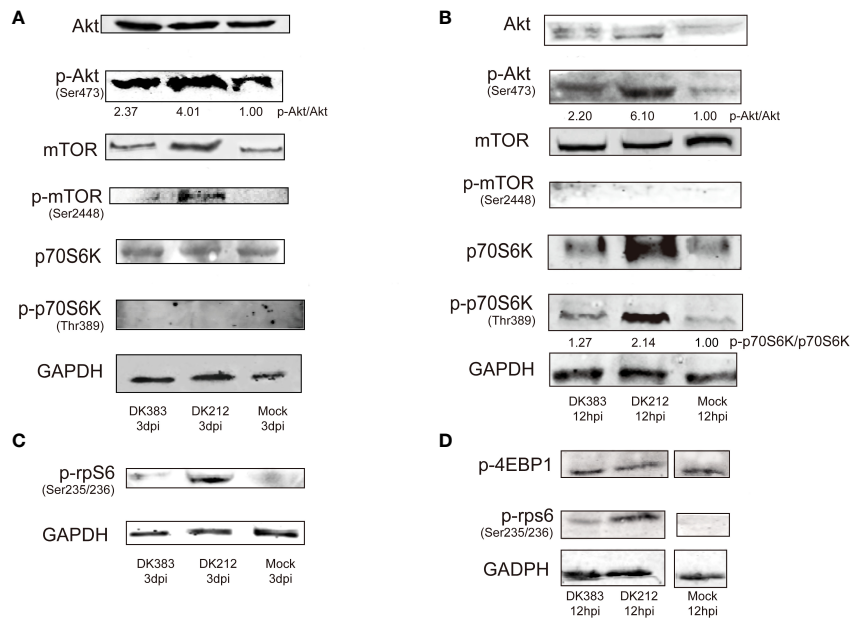 A
Akt
p-Akt
(Ser473)
2.37 4.01 1.00 p-Akt/Akt
mTOR
p-mTOR
(Ser2448)
p70S6K
p-p70S6K
(Thr389)
GAPDH
DK383 DK212 Mock
3dpi 3dpi 3dpi
B
Akt
p-Akt
(Ser473)
2.20 6.10 1.00 p-Akt/Akt
mTOR
p-mTOR
(Ser2448)
p70S6K
p-p70S6K
(Thr389)
1.27 2.14 1.00 p-p70S6K/p70S6K
GAPDH
DK383 DK212 Mock
12hpi 12hpi 12hpi
C
p-rpS6
(Ser235/236)
GAPDH
DK383 DK212 Mock
3dpi 3dpi 3dpi
D
p-4EBP1
p-rps6
(Ser235/236)
GADPH
DK383 DK212 Mock
12hpi 12hpi 12hpi